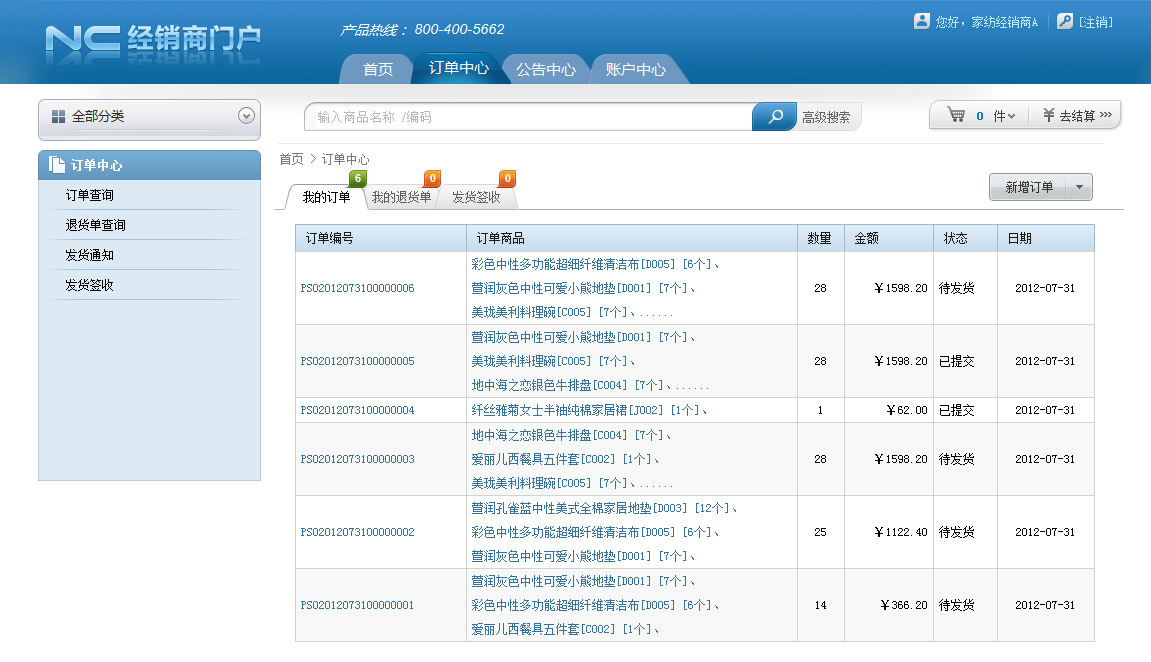 NC 经销商门户
产品热线： 800-400-5662
您好，家纺经销商A [注销]
首页 订单中心 公告中心 账户中心
全部分类
输入商品名称 /编码 高级搜索
0 件 ¥ 去结算 >>>
订单中心
订单查询
退货单查询
发货通知
发货签收
首页 > 订单中心
我的订单 6 我的退货单 0 发货签收 0
新增订单
订单编号 订单商品 数量 金额 状态 日期
彩色中性多功能超细纤维清洁布[D005] [6个]、
PS02012073100000006 萱润灰色中性可爱小熊地垫[D001] [7个]、 28 ￥1598.20 待发货 2012-07-31
美珑美利料理碗[C005] [7个]、......
萱润灰色中性可爱小熊地垫[D001] [7个]、
PS02012073100000005 美珑美利料理碗[C005] [7个]、 28 ￥1598.20 已提交 2012-07-31
地中海之恋银色牛排盘[C004] [7个]、......
PS02012073100000004 纤丝雅菊女士半袖纯棉家居裙[J002] [1个]、 1 ￥62.00 已提交 2012-07-31
地中海之恋银色牛排盘[C004] [7个]、
PS02012073100000003 爱丽儿西餐具五件套[C002] [1个]、 28 ￥1598.20 待发货 2012-07-31
美珑美利料理碗[C005] [7个]、......
萱润孔雀蓝中性美式全棉家居地垫[D003] [12个]、
PS02012073100000002 彩色中性多功能超细纤维清洁布[D005] [6个]、 25 ￥1122.40 待发货 2012-07-31
萱润灰色中性可爱小熊地垫[D001] [7个]、
萱润灰色中性可爱小熊地垫[D001] [7个]、
PS02012073100000001 彩色中性多功能超细纤维清洁布[D005] [6个]、 14 ￥366.20 待发货 2012-07-31
爱丽儿西餐具五件套[C002] [1个]、